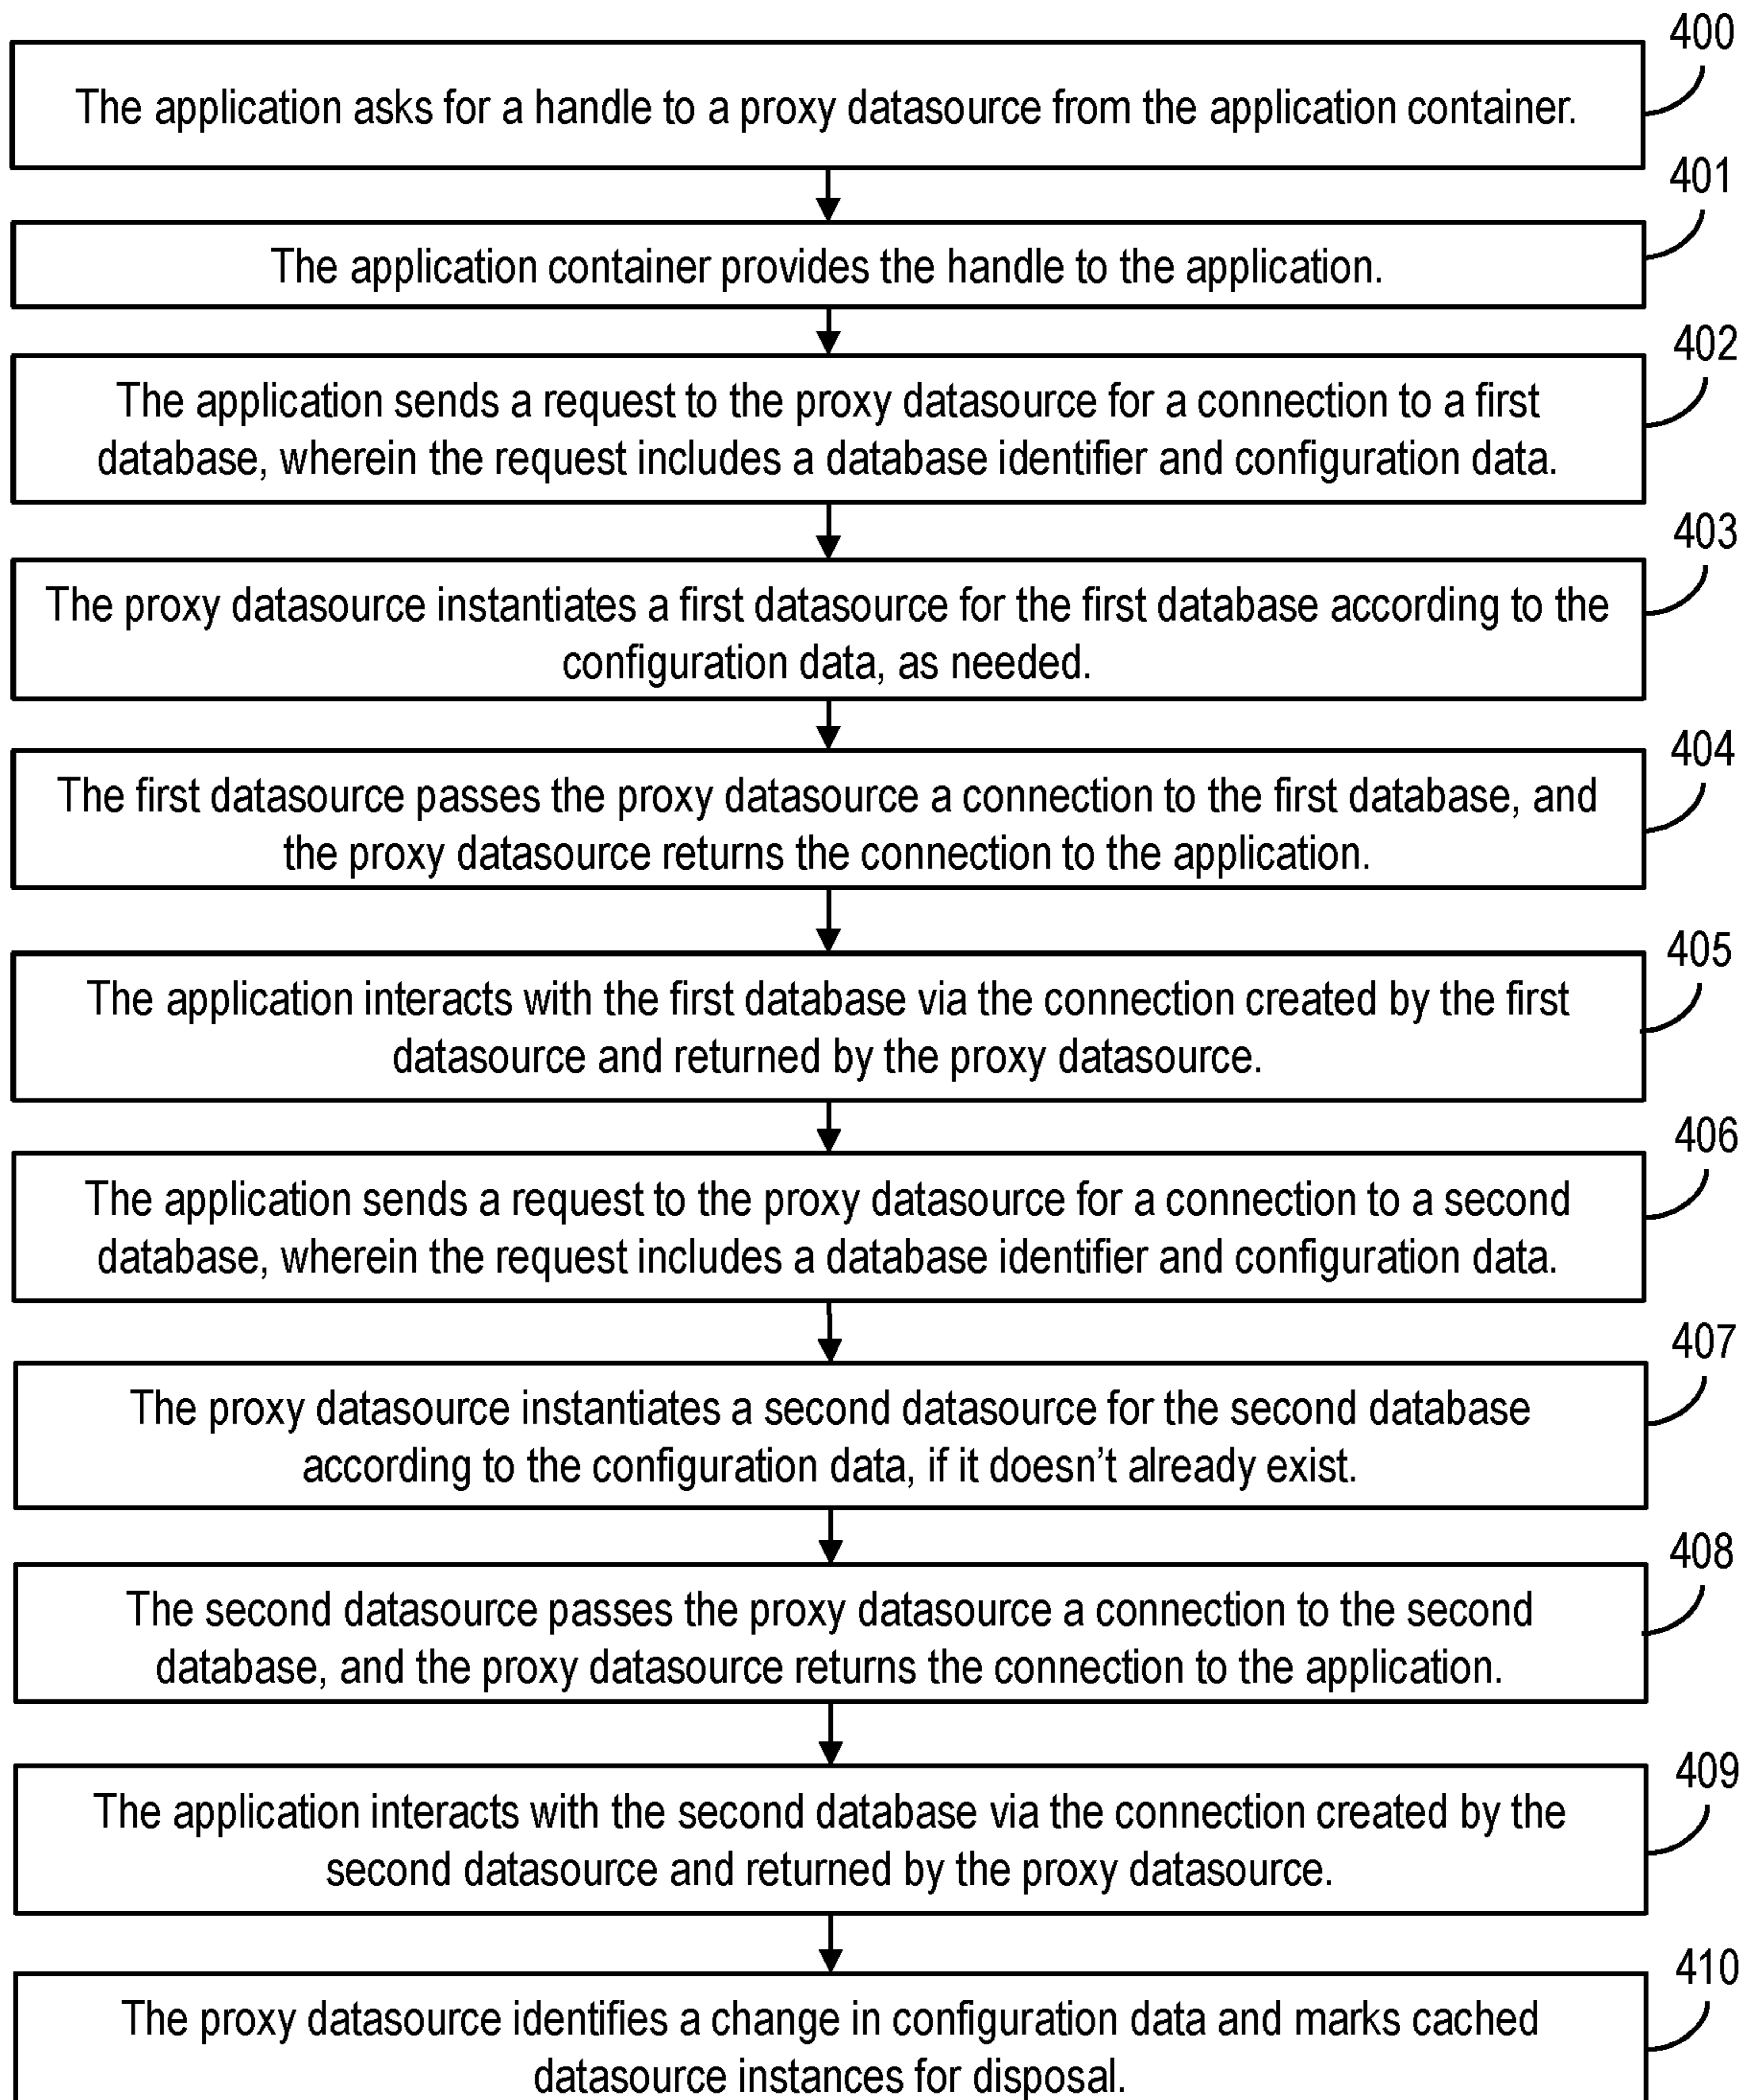 400
The application asks for a handle to a proxy datasource from the application container.
401
The application container provides the handle to the application.
402
The application sends a request to the proxy datasource for a connection to a first
database, wherein the request includes a database identifier and configuration data.
403
The proxy datasource instantiates a first datasource for the first database according to the
configuration data, as needed.
404
The first datasource passes the proxy datasource a connection to the first database, and
the proxy datasource returns the connection to the application.
405
The application interacts with the first database via the connection created by the first
datasource and returned by the proxy datasource.
406
The application sends a request to the proxy datasource for a connection to a second
database, wherein the request includes a database identifier and configuration data.
407
The proxy datasource instantiates a second datasource for the second database
according to the configuration data, if it doesn’t already exist.
408
The second datasource passes the proxy datasource a connection to the second
database, and the proxy datasource returns the connection to the application.
409
The application interacts with the second database via the connection created by the
second datasource and returned by the proxy datasource.
410
The proxy datasource identifies a change in configuration data and marks cached
datasource instances for disposal.